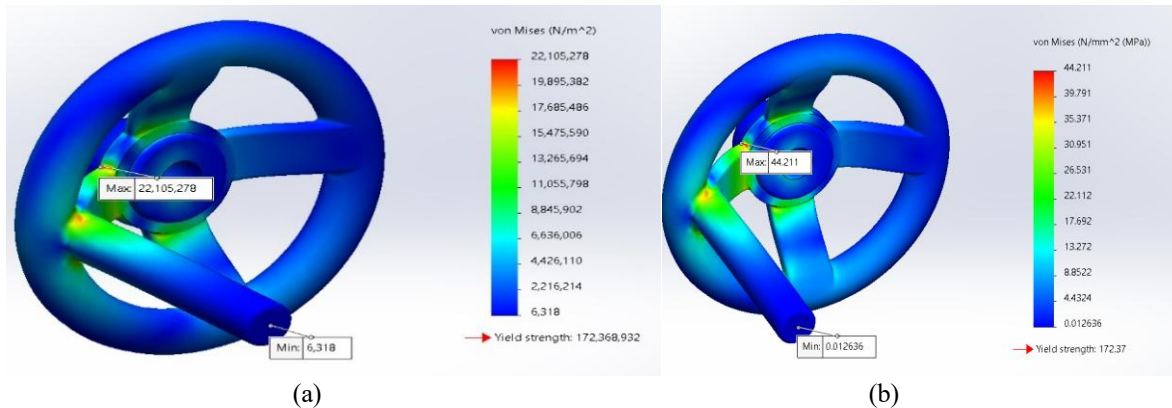 von Mises (N/m^2)
22,105,278
19,895,382
17,685,486
15,475,590
13,265,694
11,055,798
8,845,902
6,636,006
4,426,110
2,216,214
6,318
Yield strength: 172,368,932
Max: 22,105,278
Min: 6,318
(a)
von Mises (N/mm^2 (MPa))
44.211
39.791
35.371
30.951
26.531
22.112
17.692
13.272
8.8522
4.4324
0.012636
Yield strength: 172.37
Max: 44.211
Min: 0.012636
(b)